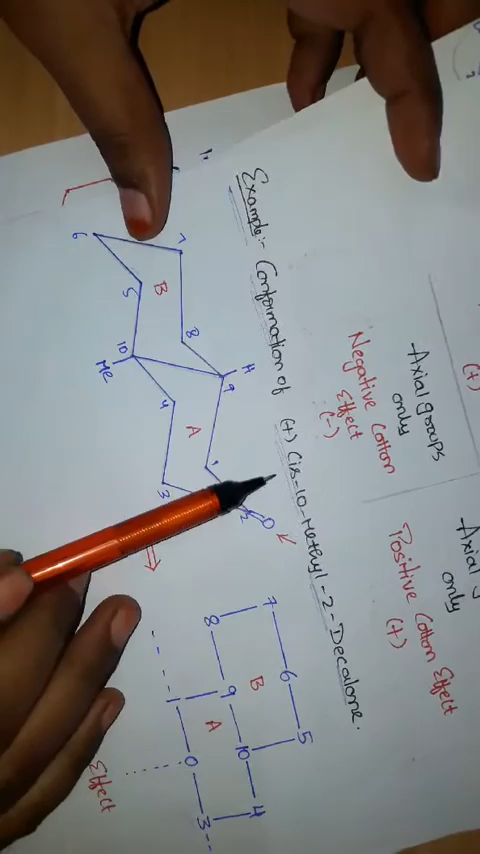 (+)
Axial groups
only
Negative Cotton
Effect
(-)
only
Positive Cotton Effect
(+)
Example:- Conformation of (+) Cis-10-Methyl-2-Decalone.
H
9
8
7
6
5
B
10
Me
4
A
1
3
2
O
7 6 5
B
8 9 10 4
A
1 O 3
Effect